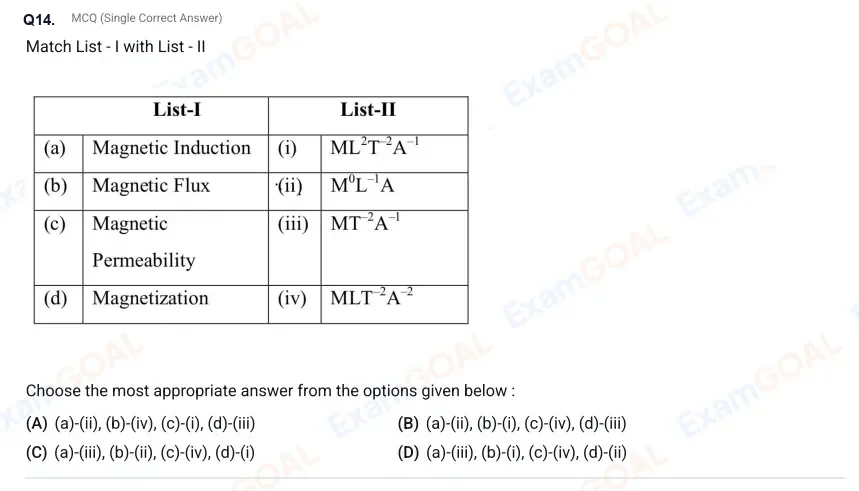 Q14. MCQ (Single Correct Answer)
Match List - I with List - II
List-I List-II
(a) Magnetic Induction (i) ML²T⁻²A⁻¹
(b) Magnetic Flux (ii) M⁰L⁻¹A
(c) Magnetic (iii) MT⁻²A⁻¹
Permeability
(d) Magnetization (iv) MLT⁻²A⁻²
Choose the most appropriate answer from the options given below :
(A) (a)-(ii), (b)-(iv), (c)-(i), (d)-(iii) (B) (a)-(ii), (b)-(i), (c)-(iv), (d)-(iii)
(C) (a)-(iii), (b)-(ii), (c)-(iv), (d)-(i) (D) (a)-(iii), (b)-(i), (c)-(iv), (d)-(ii)
ExamGOAL